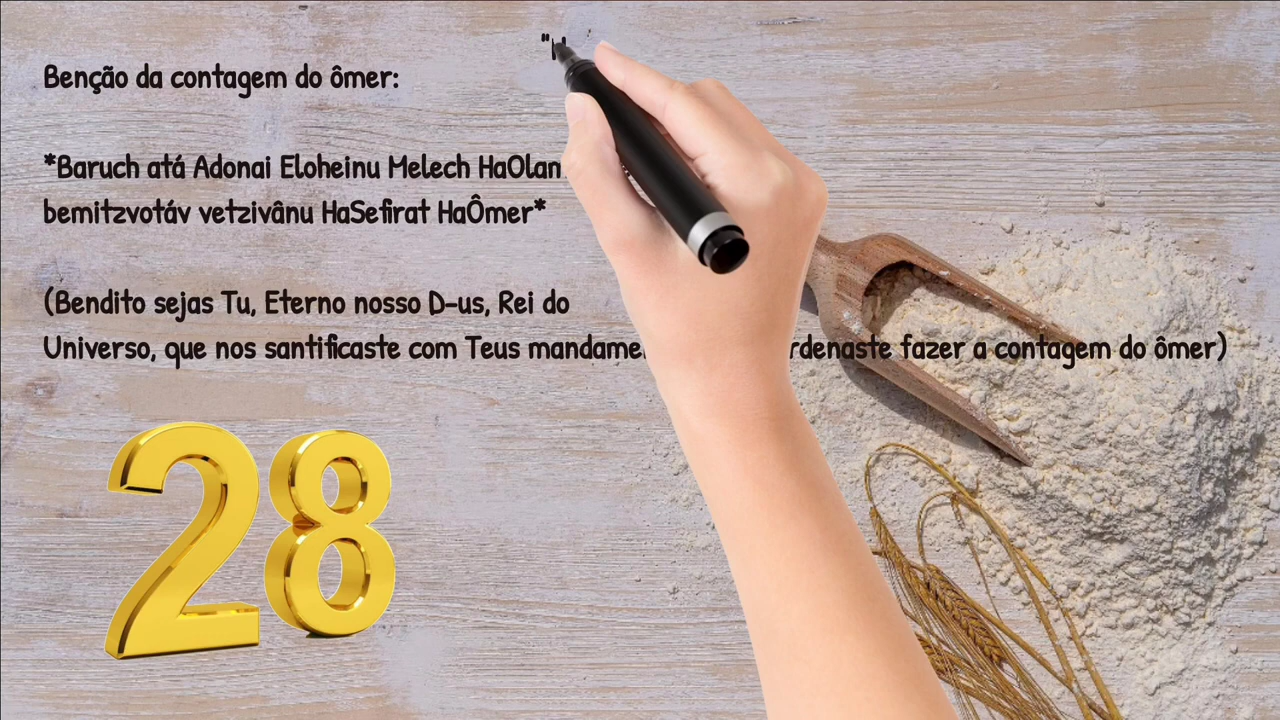 Benção da contagem do ômer:
*Baruch atá Adonai Eloheinu Melech
bemitzvotáv vetzivânu HaSefirat HaÔmer*
(Bendito sejas Tu, Eterno nosso D-us, Rei do
Universo, que nos santificaste com Teus fazer a contagem do ômer)
28